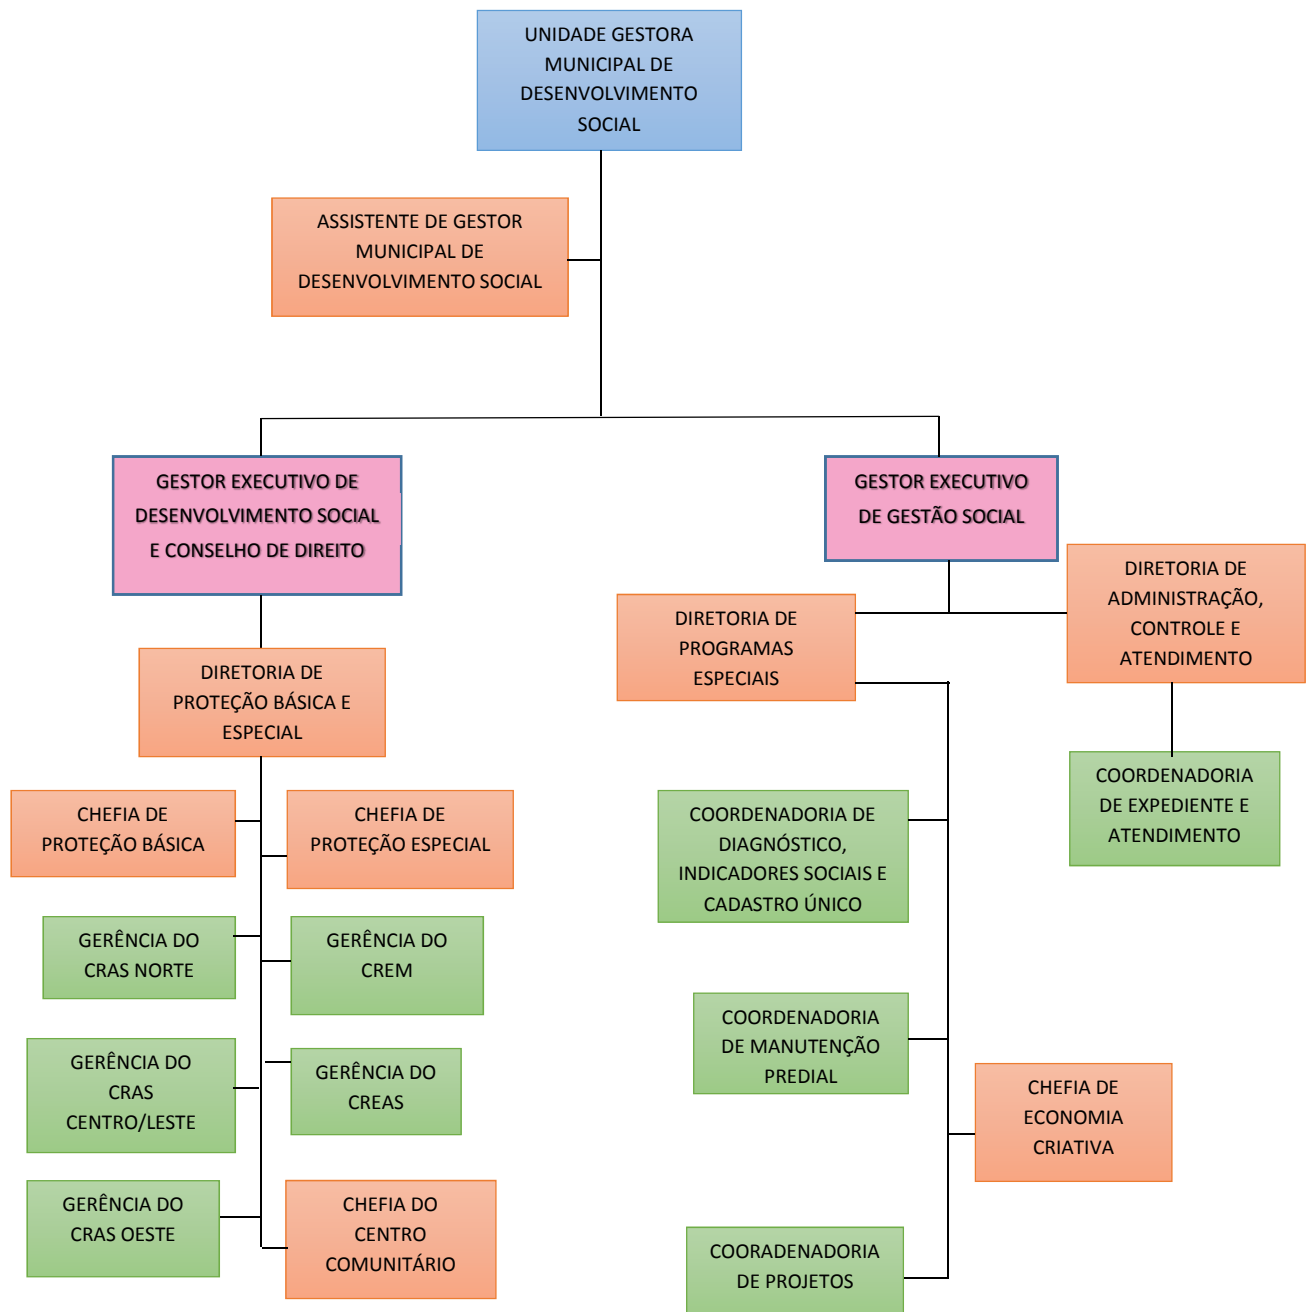 UNIDADE GESTORA
MUNICIPAL DE
DESENVOLVIMENTO
SOCIAL
ASSISTENTE DE GESTOR
MUNICIPAL DE
DESENVOLVIMENTO SOCIAL
GESTOR EXECUTIVO DE
DESENVOLVIMENTO SOCIAL
E CONSELHO DE DIREITO
GESTOR EXECUTIVO
DE GESTÃO SOCIAL
DIRETORIA DE
PROTEÇÃO BÁSICA E
ESPECIAL
CHEFIA DE
PROTEÇÃO BÁSICA
CHEFIA DE
PROTEÇÃO ESPECIAL
GERÊNCIA DO
CRAS NORTE
GERÊNCIA DO
CREM
GERÊNCIA DO
CRAS
CENTRO/LESTE
GERÊNCIA DO
CREAS
GERÊNCIA DO
CRAS OESTE
CHEFIA DO
CENTRO
COMUNITÁRIO
DIRETORIA DE
PROGRAMAS
ESPECIAIS
DIRETORIA DE
ADMINISTRAÇÃO,
CONTROLE E
ATENDIMENTO
COORDENADORIA
DE EXPEDIENTE E
ATENDIMENTO
COORDENADORIA DE
DIAGNÓSTICO,
INDICADORES SOCIAIS E
CADASTRO ÚNICO
COORDENADORIA
DE MANUTENÇÃO
PREDIAL
CHEFIA DE
ECONOMIA
CRIATIVA
COORADENADORIA
DE PROJETOS